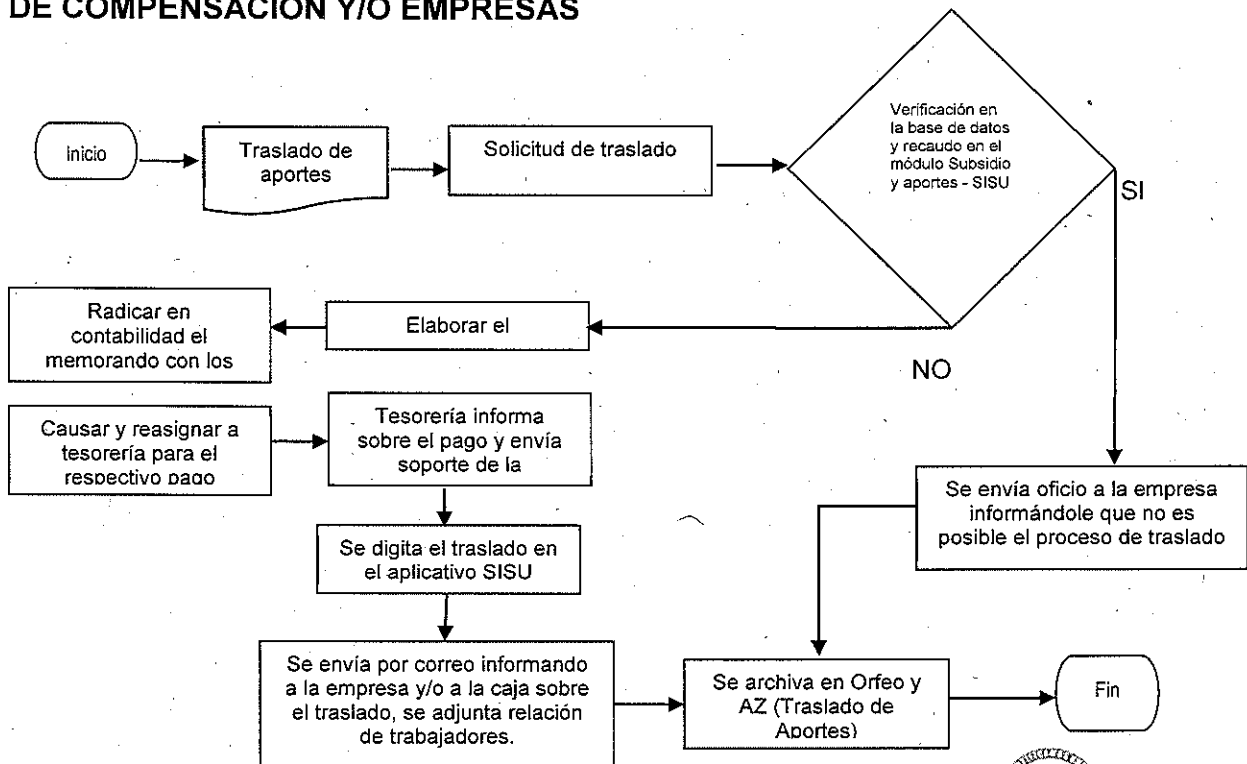 DE COMPENSACIÓN Y/O EMPRESAS
Inicio
Traslado de
aportes
Solicitud de traslado
Verificación en
la base de datos
y recaudo en el
módulo Subsidio
y aportes - SISU
SI
NO
Elaborar el
Radicar en
contabilidad el
memorando con los
Causar y reasignar a
tesorería para el
respectivo pago
Tesorería informa
sobre el pago y envía
soporte de la
Se digita el traslado en
el aplicativo SISU
Se envía por correo informando
a la empresa y/o a la caja sobre
el traslado, se adjunta relación
de trabajadores.
Se envía oficio a la empresa
informándole que no es
posible el proceso de traslado
Se archiva en Orfeo y
AZ (Traslado de
Aportes)
Fin